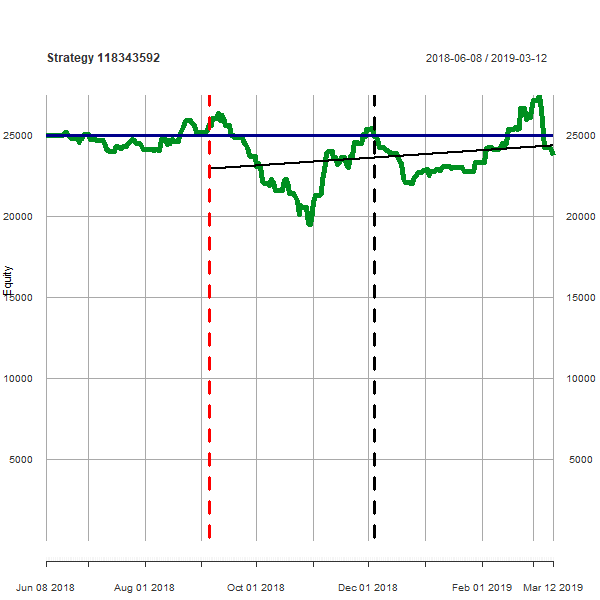 Strategy 118343592 2018-06-08 / 2019-03-12
25000 25000
20000 20000
Equity
15000 15000
10000 10000
5000 5000
Jun 08 2018 Aug 01 2018 Oct 01 2018 Dec 01 2018 Feb 01 2019 Mar 12 2019